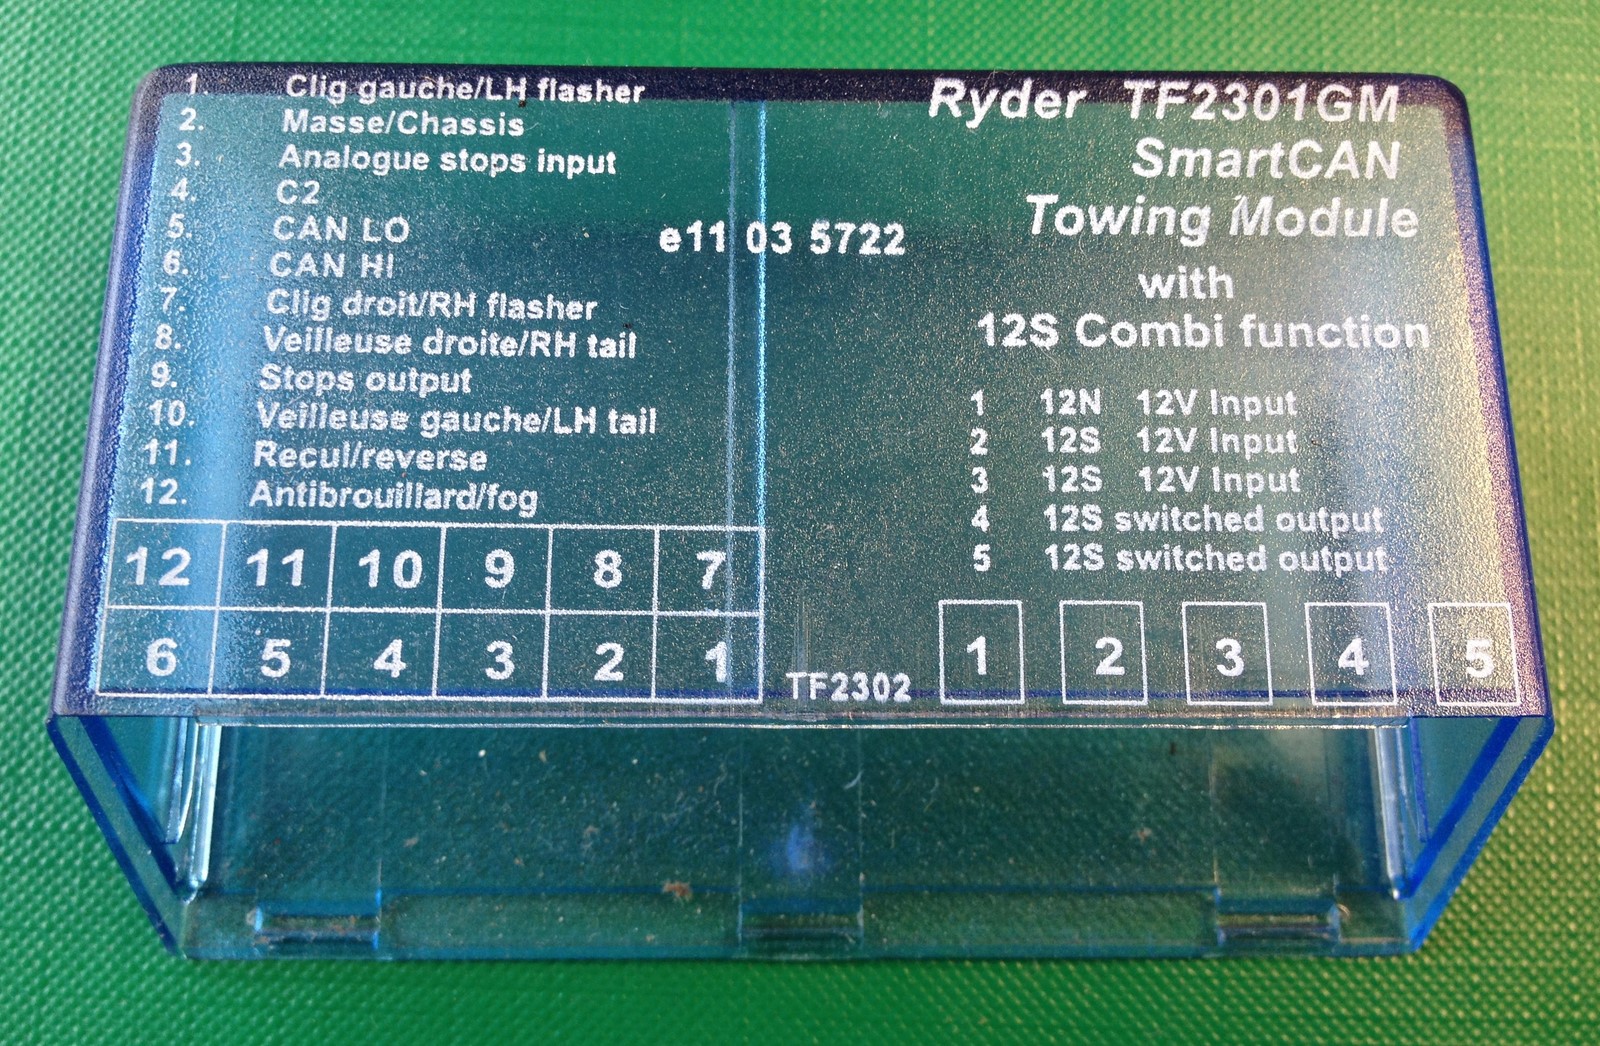 1. Clig gauche/LH flasher
2. Masse/Chassis
3. Analogue stops input
4. C2
5. CAN LO
6. CAN HI
7. Clig droit/RH flasher
8. Veilleuse droite/RH tail
9. Stops output
10. Veilleuse gauche/LH tail
11. Recul/reverse
12. Antibrouillard/fog
12 11 10 9 8 7
6 5 4 3 2 1
e11 03 5722
TF2302
Ryder TF2301GM
SmartCAN
Towing Module
with
12S Combi function
1 12N 12V Input
2 12S 12V Input
3 12S 12V Input
4 12S switched output
5 12S switched output
1 2 3 4 5